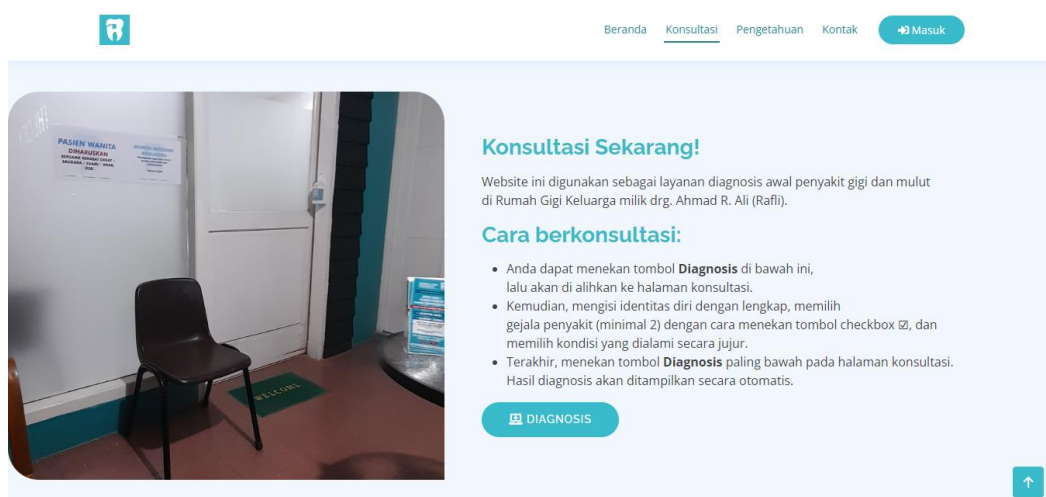 Beranda Konsultasi Pengetahuan Kontak Masuk
PASIEN WANITA
DIHARUSKAN
WELCOME
Konsultasi Sekarang!
Website ini digunakan sebagai layanan diagnosis awal penyakit gigi dan mulut
di Rumah Gigi Keluarga milik drg. Ahmad R. Ali (Rafli).
Cara berkonsultasi:
• Anda dapat menekan tombol Diagnosis di bawah ini,
lalu akan di alihkan ke halaman konsultasi.
• Kemudian, mengisi identitas diri dengan lengkap, memilih
gejala penyakit (minimal 2) dengan cara menekan tombol checkbox ☑, dan
memilih kondisi yang dialami secara jujur.
• Terakhir, menekan tombol Diagnosis paling bawah pada halaman konsultasi.
Hasil diagnosis akan ditampilkan secara otomatis.
DIAGNOSIS